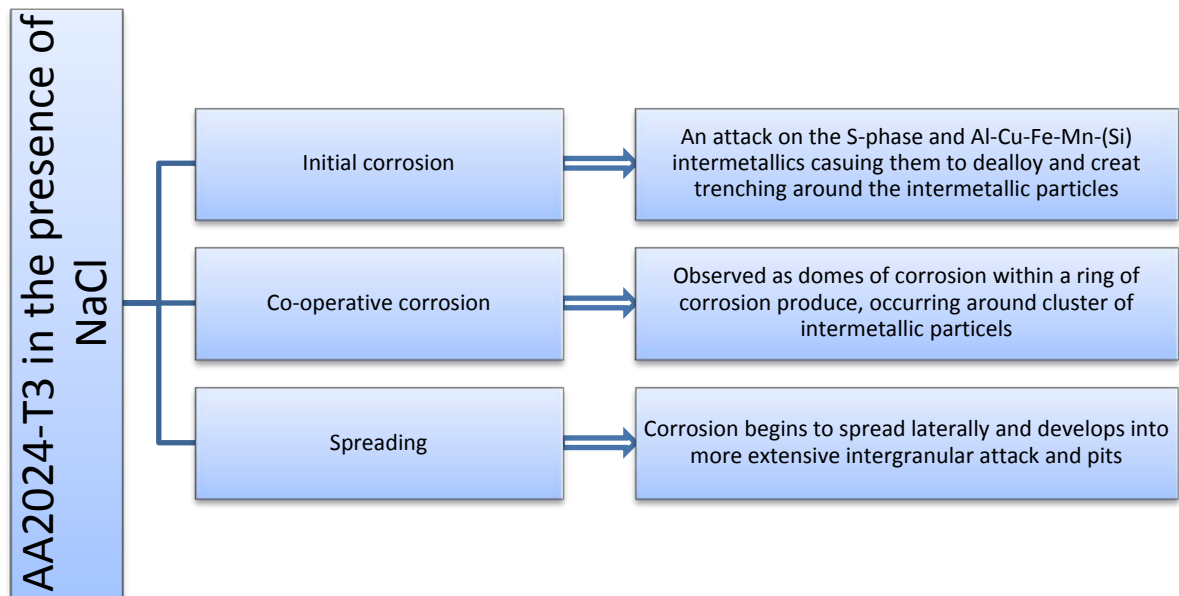 AA2024-T3 in the presence of
NaCl
Initial corrosion
An attack on the S-phase and Al-Cu-Fe-Mn-(Si)
intermetallics casuing them to dealloy and creat
trenching around the intermetallic particles
Co-operative corrosion
Observed as domes of corrosion within a ring of
corrosion produce, occurring around cluster of
intermetallic particels
Spreading
Corrosion begins to spread laterally and develops into
more extensive intergranular attack and pits